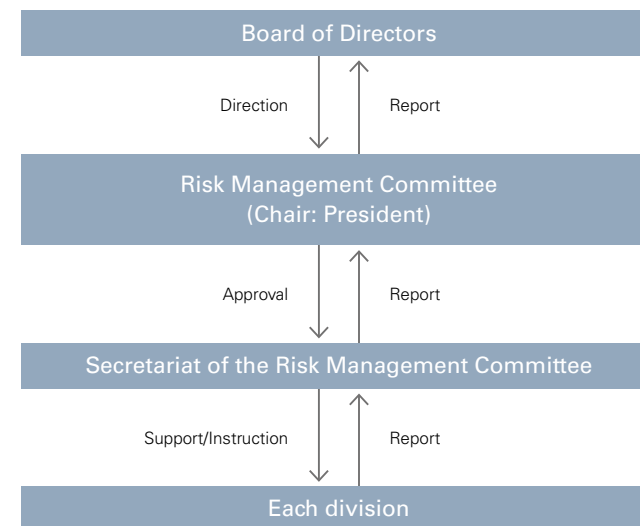 Board of Directors
Direction
Report
Risk Management Committee
(Chair: President)
Approval
Report
Secretariat of the Risk Management Committee
Support/Instruction
Report
Each division